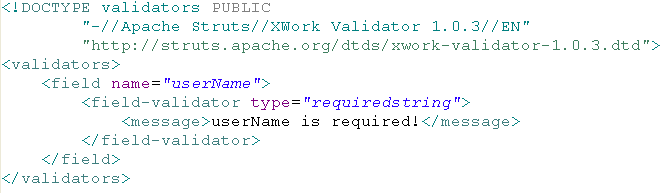 <!DOCTYPE validators PUBLIC
"-//Apache Struts//XWork Validator 1.0.3//EN"
"http://struts.apache.org/dtds/xwork-validator-1.0.3.dtd">
<validators>
<field name="userName">
<field-validator type="requiredstring">
<message>userName is required!</message>
</field-validator>
</field>
</validators>